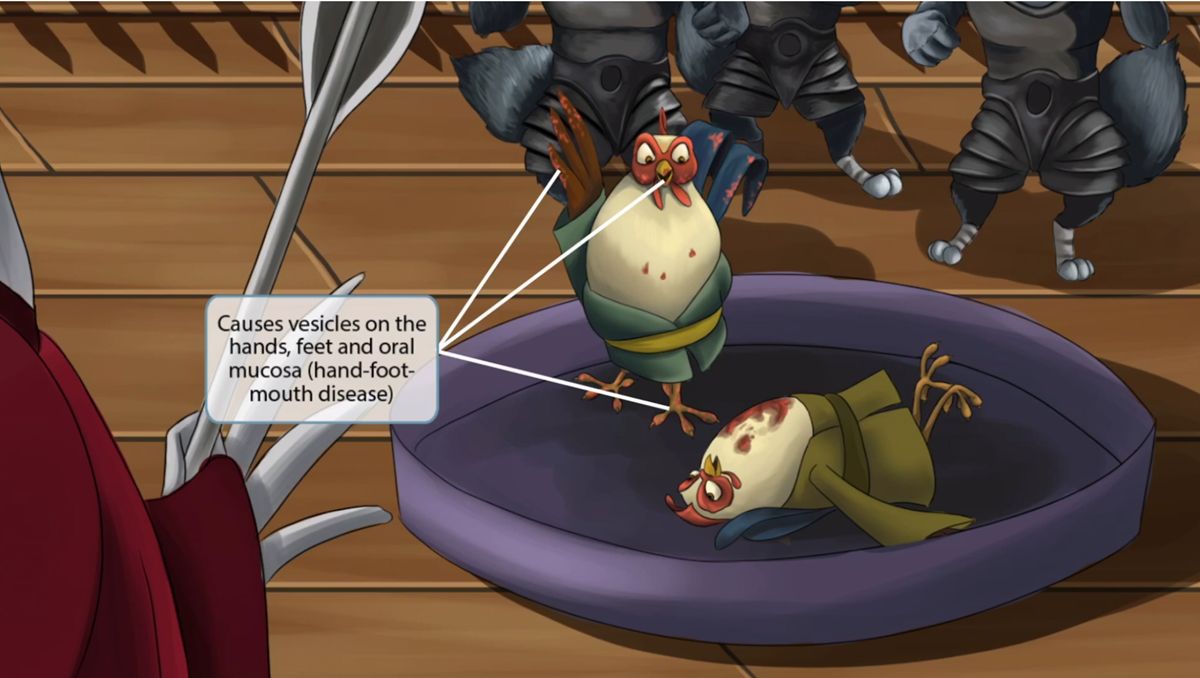 Causes vesicles on the
hands, feet and oral
mucosa (hand-foot-
mouth disease)